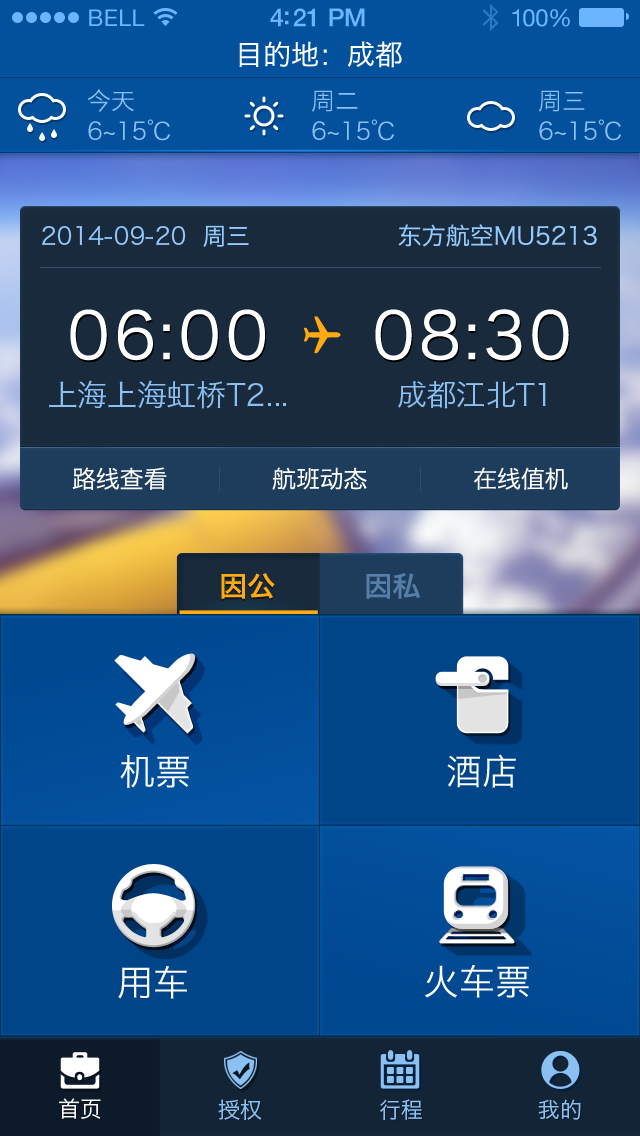 BELL 4:21 PM 100%
目的地：成都
今天 周二 周三
6~15℃ 6~15℃ 6~15℃
2014-09-20 周三 东方航空MU5213
06:00 08:30
上海上海虹桥T2... 成都江北T1
路线查看 航班动态 在线值机
因公 因私
机票 酒店
用车 火车票
首页 授权 行程 我的